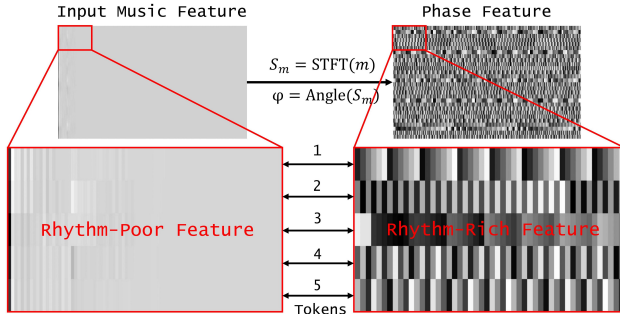 Input Music Feature
Phase Feature
S_m = STFT(m)
φ = Angle(S_m)
1
2
3
4
5
Tokens
Rhythm-Poor Feature
Rhythm-Rich Feature